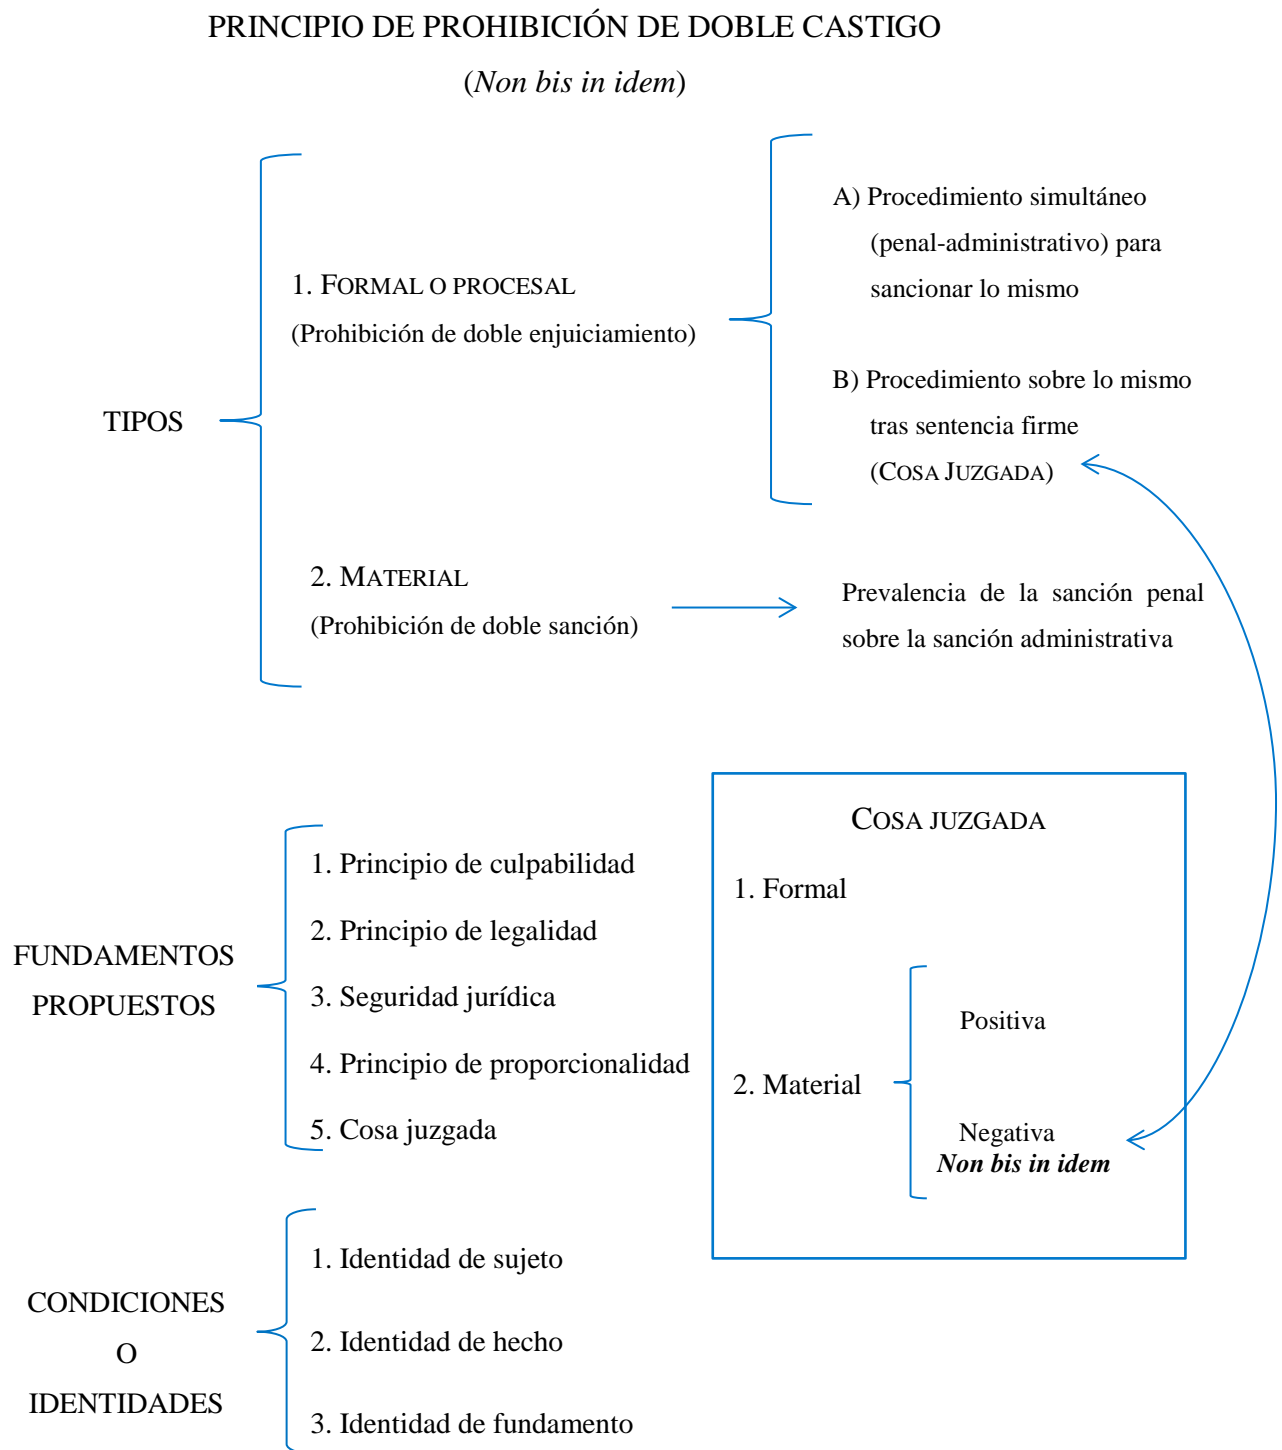 PRINCIPIO DE PROHIBICIÓN DE DOBLE CASTIGO
(Non bis in idem)
TIPOS
1. FORMAL O PROCESAL
(Prohibición de doble enjuiciamiento)
A) Procedimiento simultáneo
(penal-administrativo) para
sancionar lo mismo
B) Procedimiento sobre lo mismo
tras sentencia firme
(COSA JUZGADA)
2. MATERIAL
(Prohibición de doble sanción)
Prevalencia de la sanción penal
sobre la sanción administrativa
FUNDAMENTOS
PROPUESTOS
1. Principio de culpabilidad
2. Principio de legalidad
3. Seguridad jurídica
4. Principio de proporcionalidad
5. Cosa juzgada
COSA JUZGADA
1. Formal
2. Material
Positiva
Negativa
Non bis in idem
CONDICIONES
O
IDENTIDADES
1. Identidad de sujeto
2. Identidad de hecho
3. Identidad de fundamento